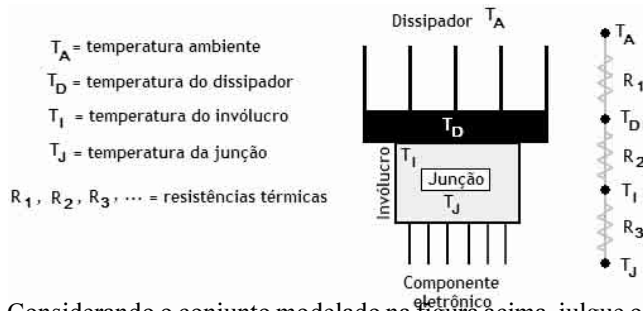 Dissipador T_A
T_A = temperatura ambiente
T_D = temperatura do dissipador
T_I = temperatura do invólucro
T_J = temperatura da junção
R_1, R_2, R_3, ... = resistências térmicas
T_D
T_I
Invólucro
Junção
T_J
Componente
eletrônico
T_A
R_1
T_D
R_2
T_I
R_3
T_J
Considerando o conjunto modelado na figura acima, julgue o